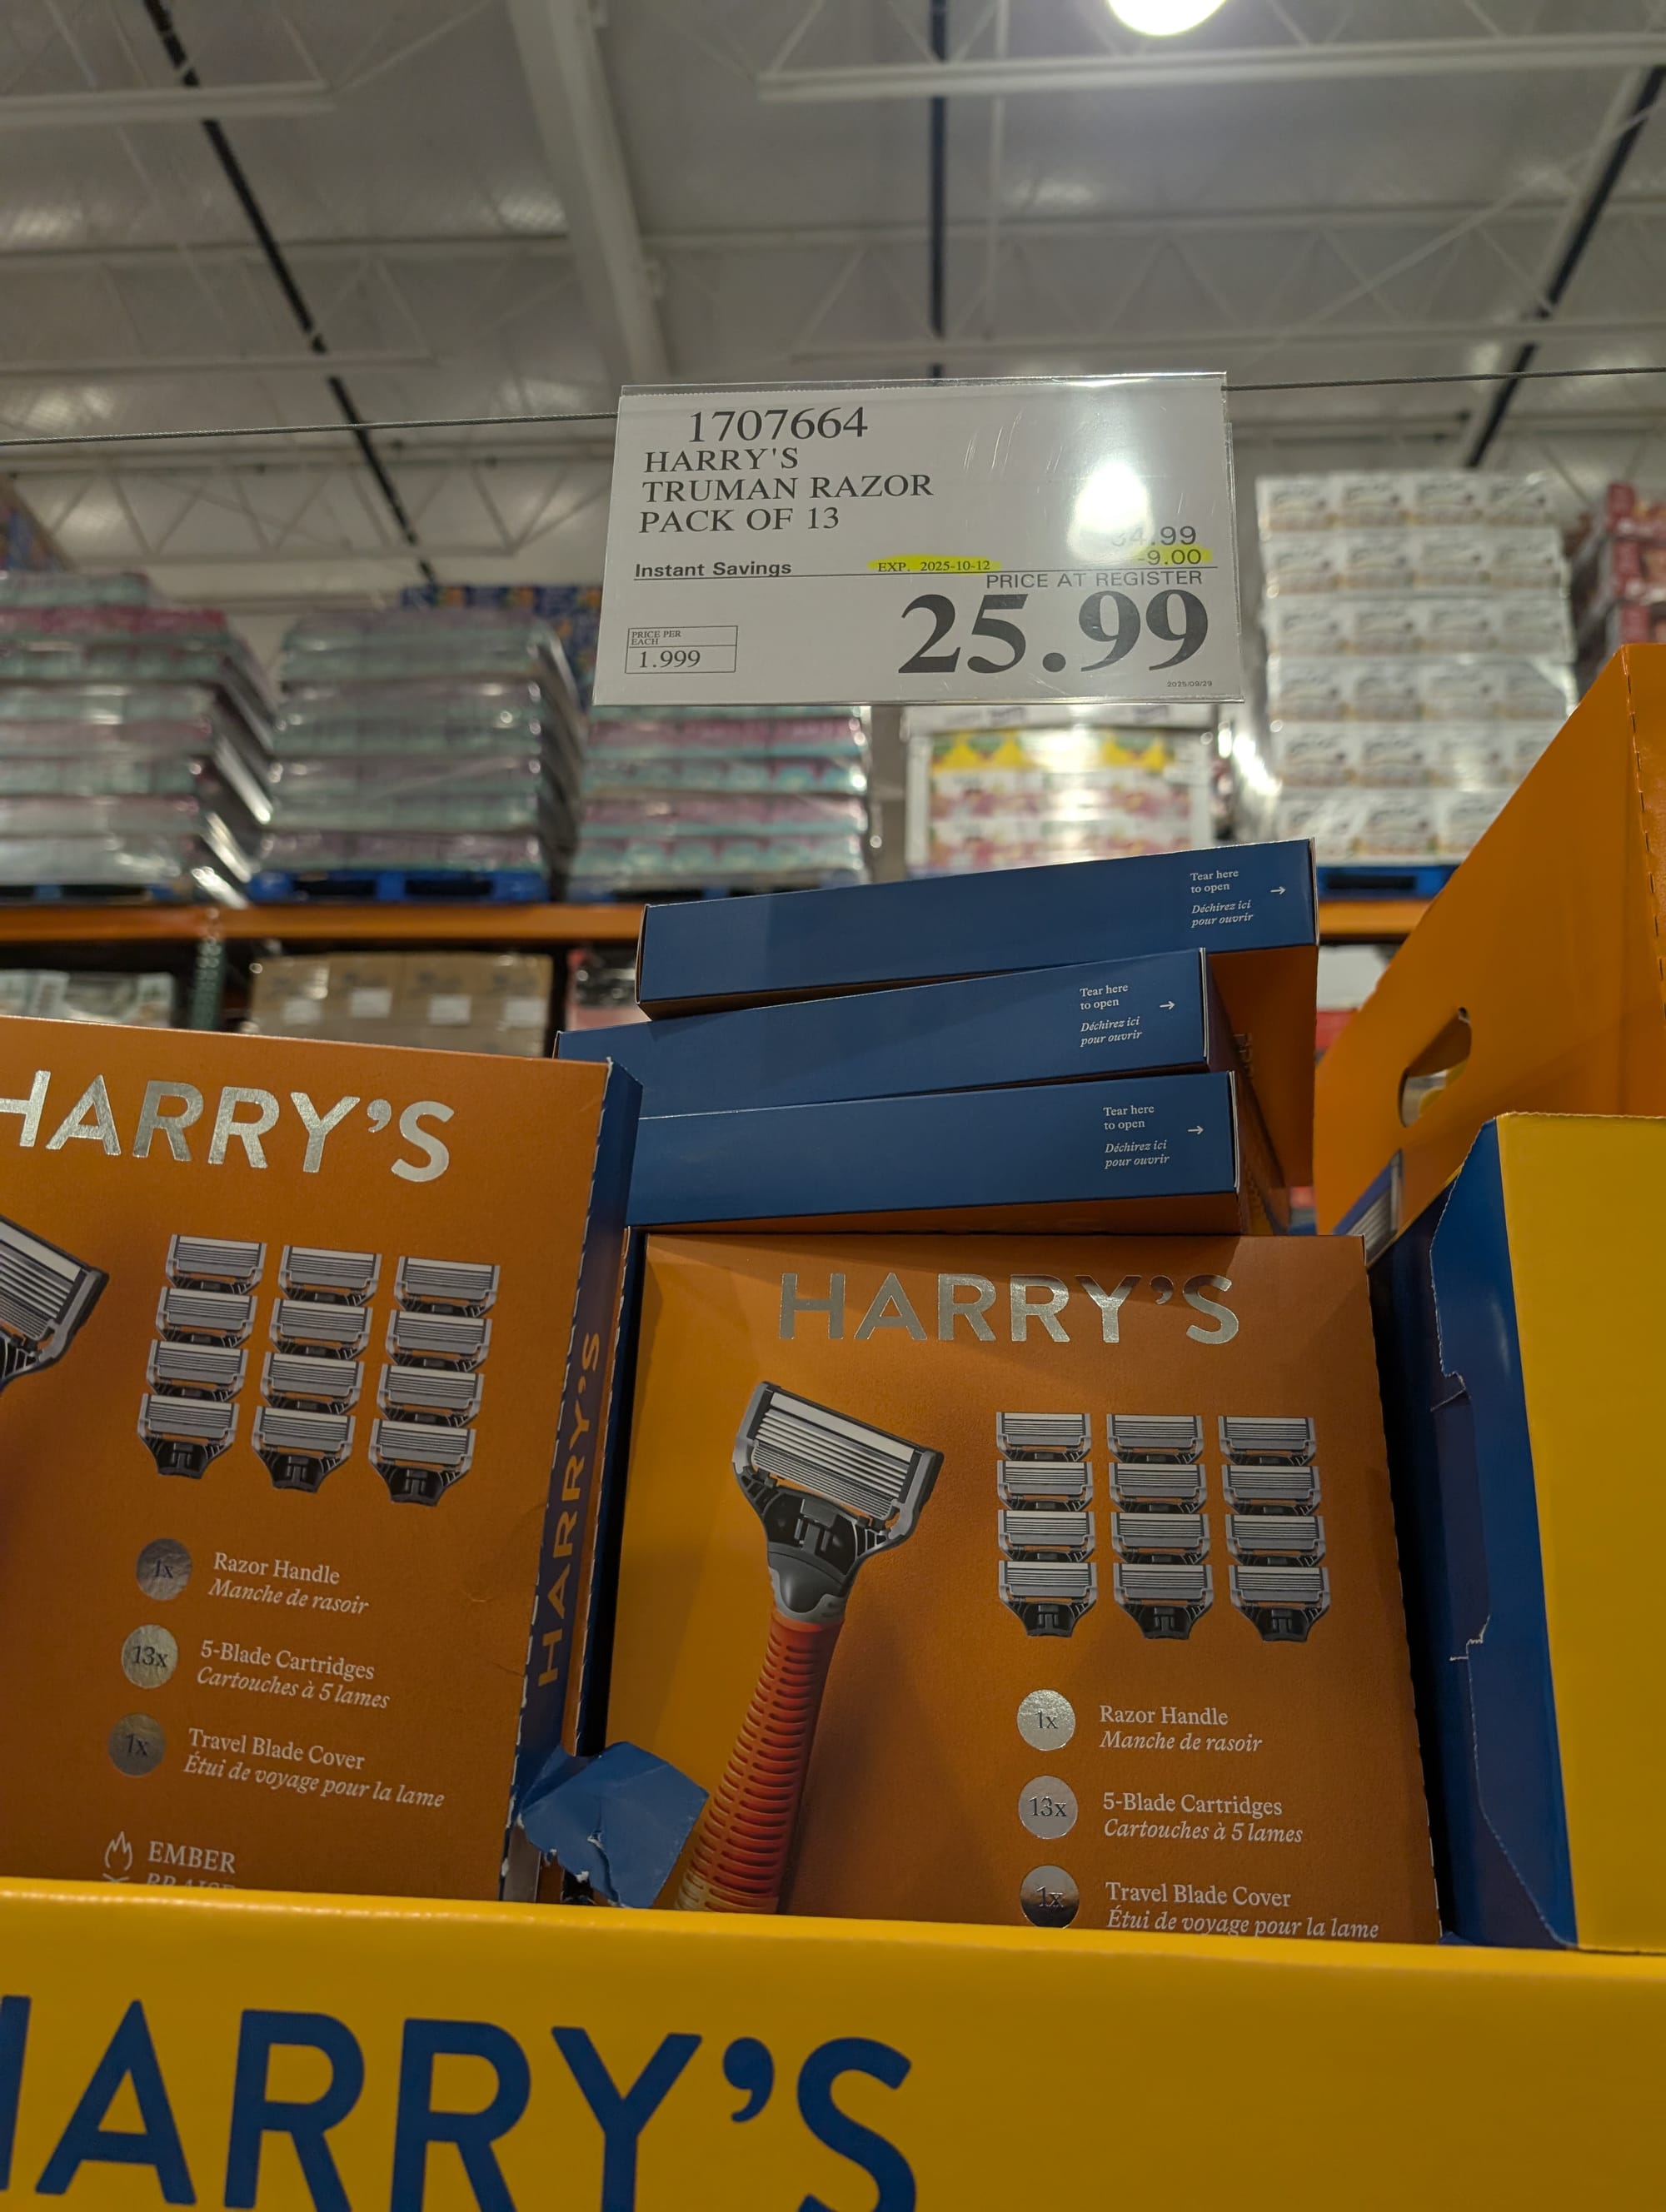 1707664
HARRY'S
TRUMAN RAZOR
PACK OF 13
34.99
Instant Savings EXP. 2025-10-12 -9.00
PRICE AT REGISTER
25.99
PRICE PER
EACH
1.999
2025/09/29
Tear here
to open
Déchirez ici
pour ouvrir
Tear here
to open
Déchirez ici
pour ouvrir
Tear here
to open
Déchirez ici
pour ouvrir
HARRY'S
1x Razor Handle
Manche de rasoir
13x 5-Blade Cartridges
Cartouches à 5 lames
1x Travel Blade Cover
Étui de voyage pour la lame
EMBER
HARRY'S
HARRY'S
1x Razor Handle
Manche de rasoir
13x 5-Blade Cartridges
Cartouches à 5 lames
1x Travel Blade Cover
Étui de voyage pour la lame
HARRY'S